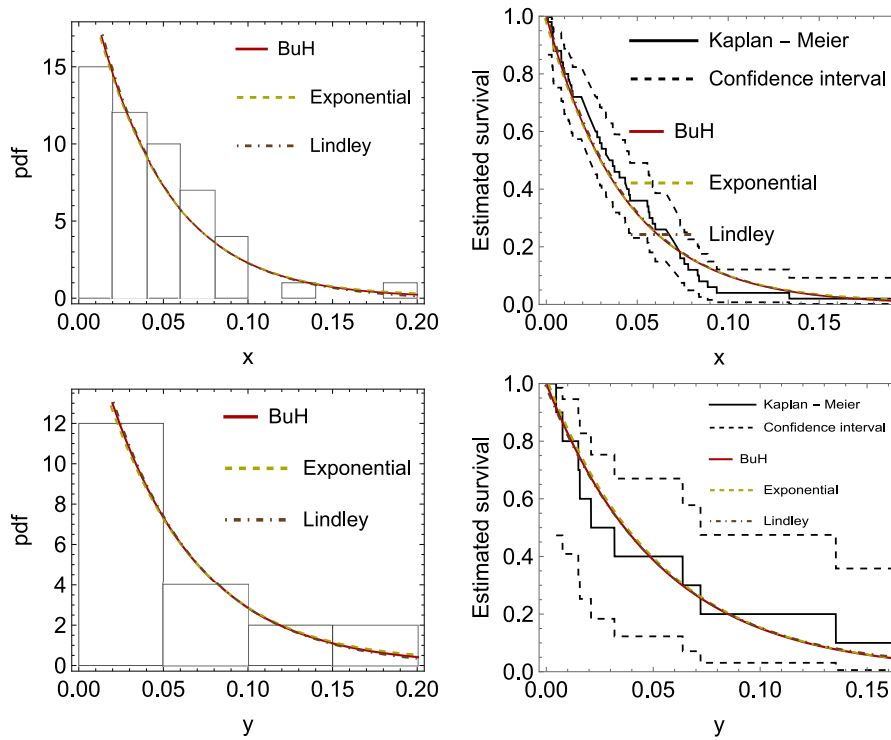 pdf
15
10
5
0
BuH
Exponential
Lindley
0.00
0.05
0.10
0.15
0.20
x
Estimated survival
1.0
0.8
0.6
0.4
0.2
0.0
Kaplan – Meier
Confidence interval
BuH
Exponential
Lindley
0.00
0.05
0.10
0.15
x
pdf
12
10
8
6
4
2
0
BuH
Exponential
Lindley
0.00
0.05
0.10
0.15
0.20
y
Estimated survival
1.0
0.8
0.6
0.4
0.2
0.0
Kaplan – Meier
Confidence interval
BuH
Exponential
Lindley
0.00
0.05
0.10
0.15
y